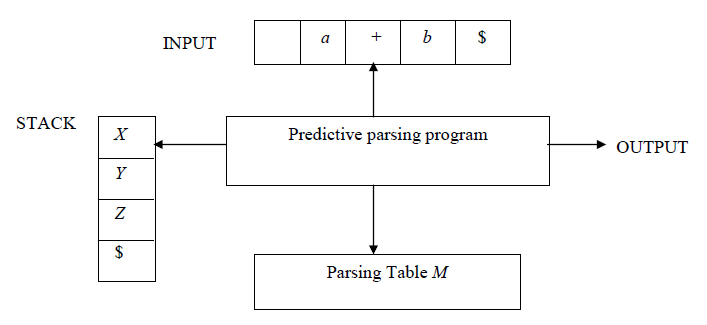 INPUT
a + b $
STACK
X
Y
Z
$
Predictive parsing program
OUTPUT
Parsing Table M